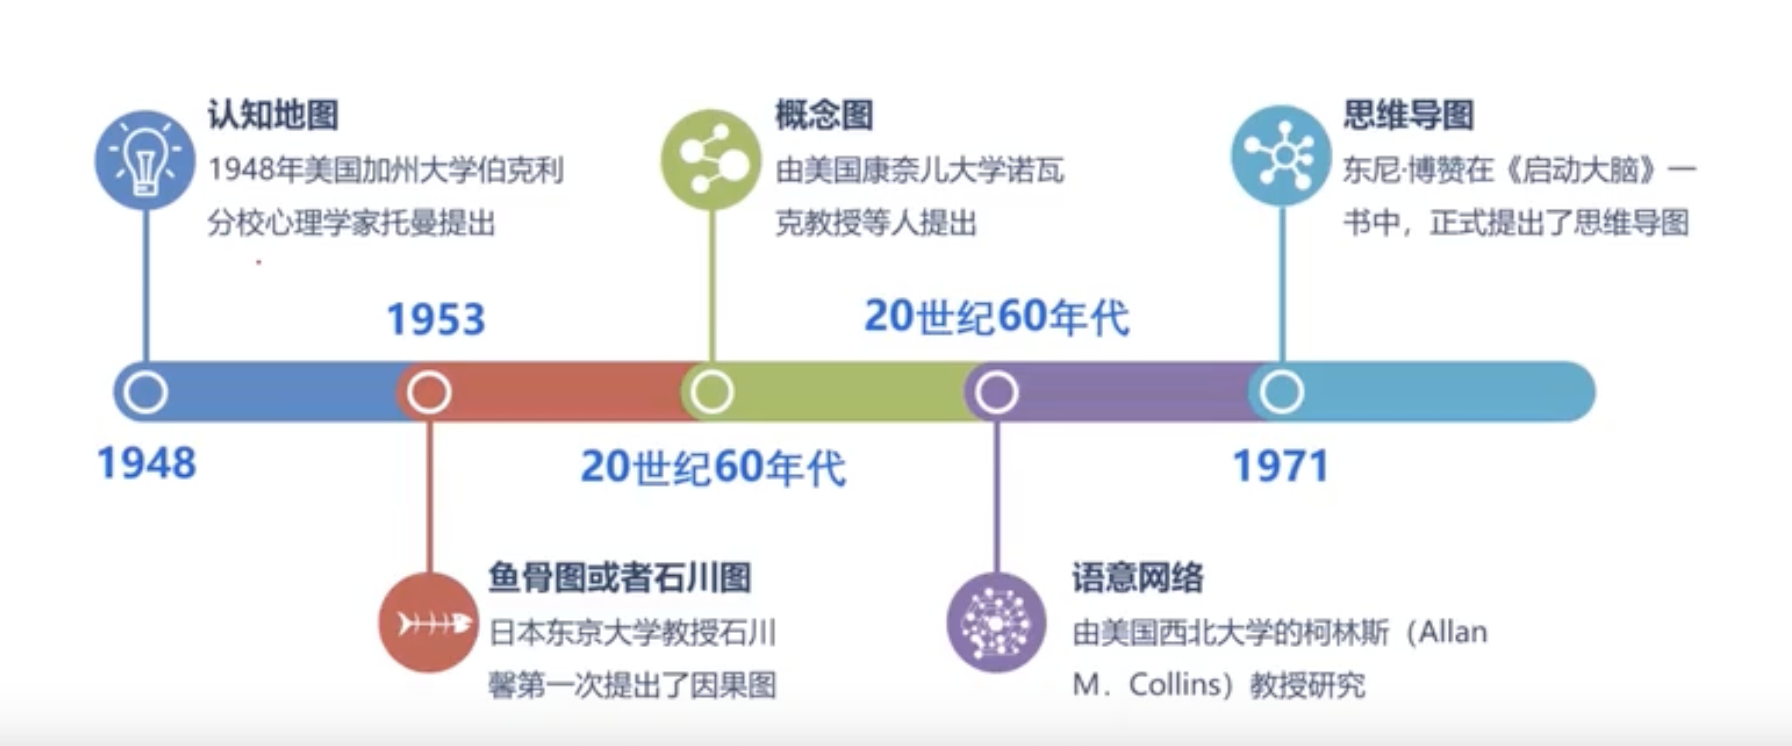 认知地图
1948年美国加州大学伯克利
分校心理学家托曼提出
概念图
由美国康奈儿大学诺瓦
克教授等人提出
思维导图
东尼·博赞在《启动大脑》一
书中，正式提出了思维导图
1953
20世纪60年代
1948
20世纪60年代
1971
鱼骨图或者石川图
日本东京大学教授石川
馨第一次提出了因果图
语意网络
由美国西北大学的柯林斯（Allan
M．Collins）教授研究